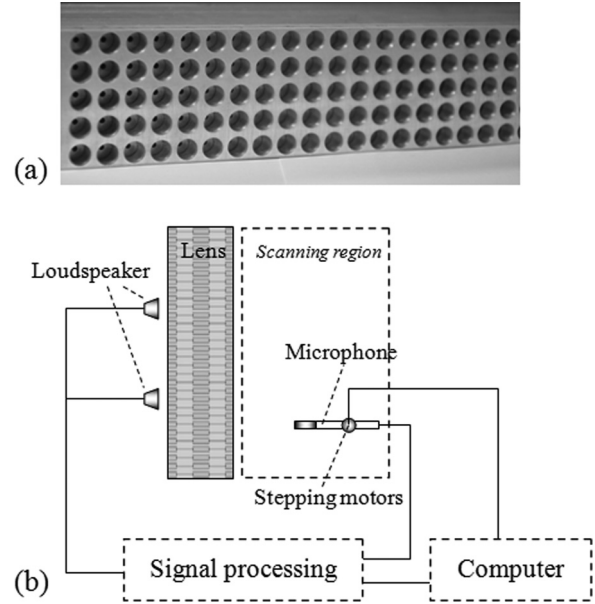 (a)
Lens
Scanning region
Loudspeaker
Microphone
Stepping motors
Signal processing
Computer
(b)